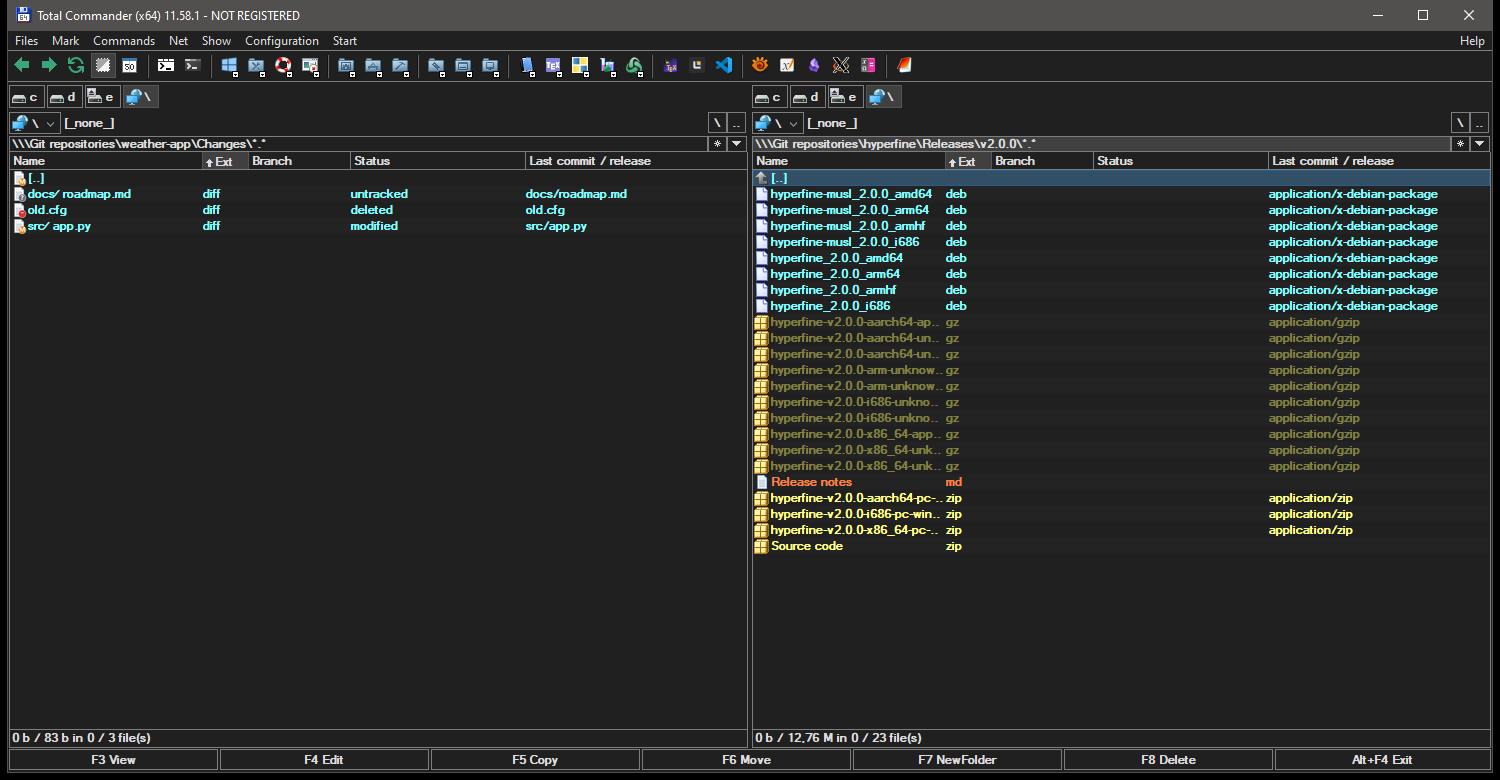 Total Commander (x64) 11.58.1 - NOT REGISTERED
Files Mark Commands Net Show Configuration Start Help
c d e \
c d e \
\ [_none_] \ ..
\ [_none_] \ ..
\\\Git repositories\weather-app\Changes\*.* *
Name Ext Branch Status Last commit / release
[..]
docs/ roadmap.md diff untracked docs/roadmap.md
old.cfg diff deleted old.cfg
src/ app.py diff modified src/app.py
0 b / 83 b in 0 / 3 file(s)
\\\Git repositories\hyperfine\Releases\v2.0.0\*.* *
Name Ext Branch Status Last commit / release
[..]
hyperfine-musl_2.0.0_amd64 deb application/x-debian-package
hyperfine-musl_2.0.0_arm64 deb application/x-debian-package
hyperfine-musl_2.0.0_armhf deb application/x-debian-package
hyperfine-musl_2.0.0_i686 deb application/x-debian-package
hyperfine_2.0.0_amd64 deb application/x-debian-package
hyperfine_2.0.0_arm64 deb application/x-debian-package
hyperfine_2.0.0_armhf deb application/x-debian-package
hyperfine_2.0.0_i686 deb application/x-debian-package
hyperfine-v2.0.0-aarch64-ap.. gz application/gzip
hyperfine-v2.0.0-aarch64-un.. gz application/gzip
hyperfine-v2.0.0-aarch64-un.. gz application/gzip
hyperfine-v2.0.0-arm-unknow.. gz application/gzip
hyperfine-v2.0.0-arm-unknow.. gz application/gzip
hyperfine-v2.0.0-i686-unkno.. gz application/gzip
hyperfine-v2.0.0-i686-unkno.. gz application/gzip
hyperfine-v2.0.0-x86_64-app.. gz application/gzip
hyperfine-v2.0.0-x86_64-unk.. gz application/gzip
hyperfine-v2.0.0-x86_64-unk.. gz application/gzip
Release notes md
hyperfine-v2.0.0-aarch64-pc-.. zip application/zip
hyperfine-v2.0.0-i686-pc-win.. zip application/zip
hyperfine-v2.0.0-x86_64-pc-.. zip application/zip
Source code zip
0 b / 12,76 M in 0 / 23 file(s)
F3 View F4 Edit F5 Copy F6 Move F7 NewFolder F8 Delete Alt+F4 Exit